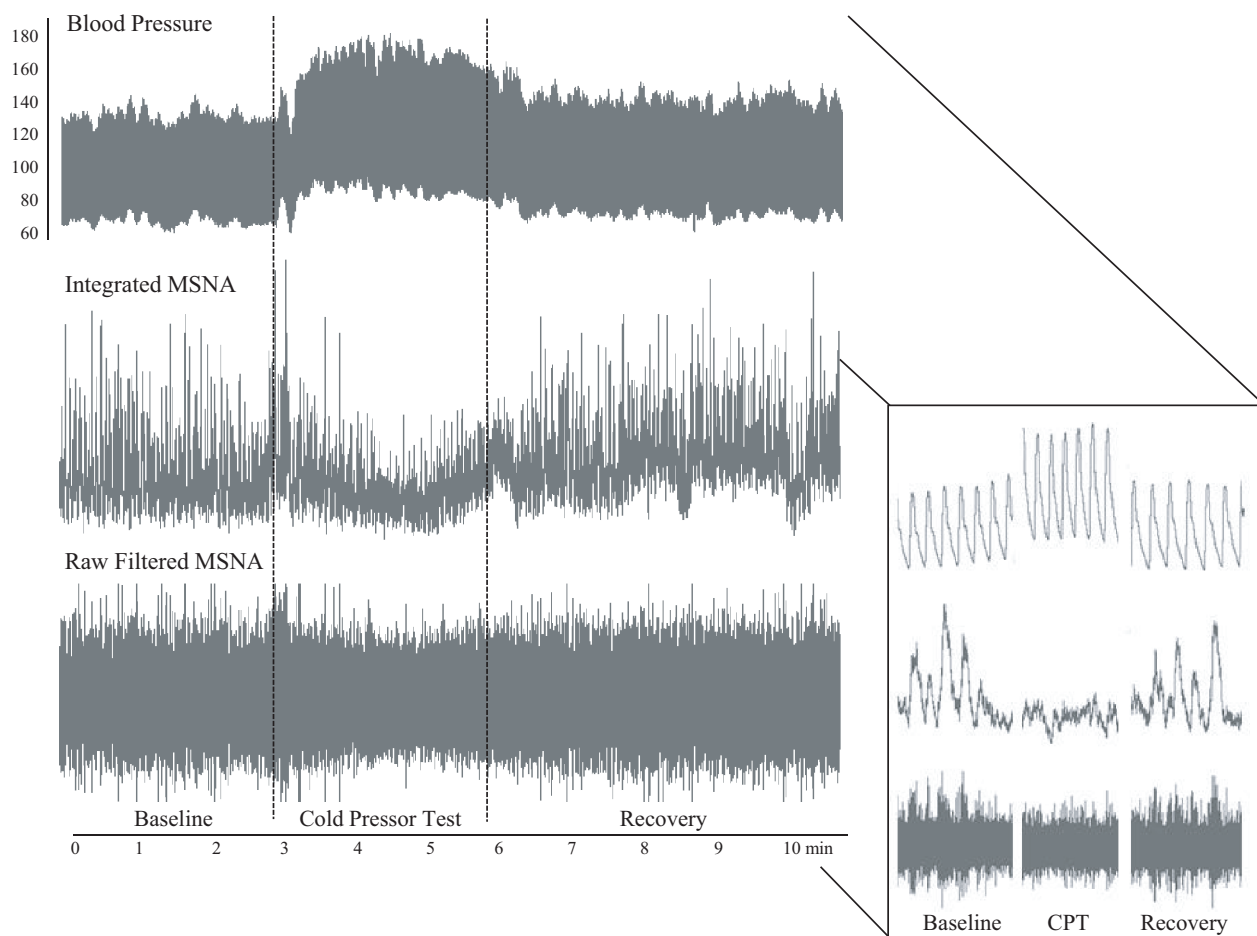 Blood Pressure
180
160
140
120
100
80
60
Integrated MSNA
Raw Filtered MSNA
Baseline Cold Pressor Test Recovery
0 1 2 3 4 5 6 7 8 9 10 min
Baseline CPT Recovery